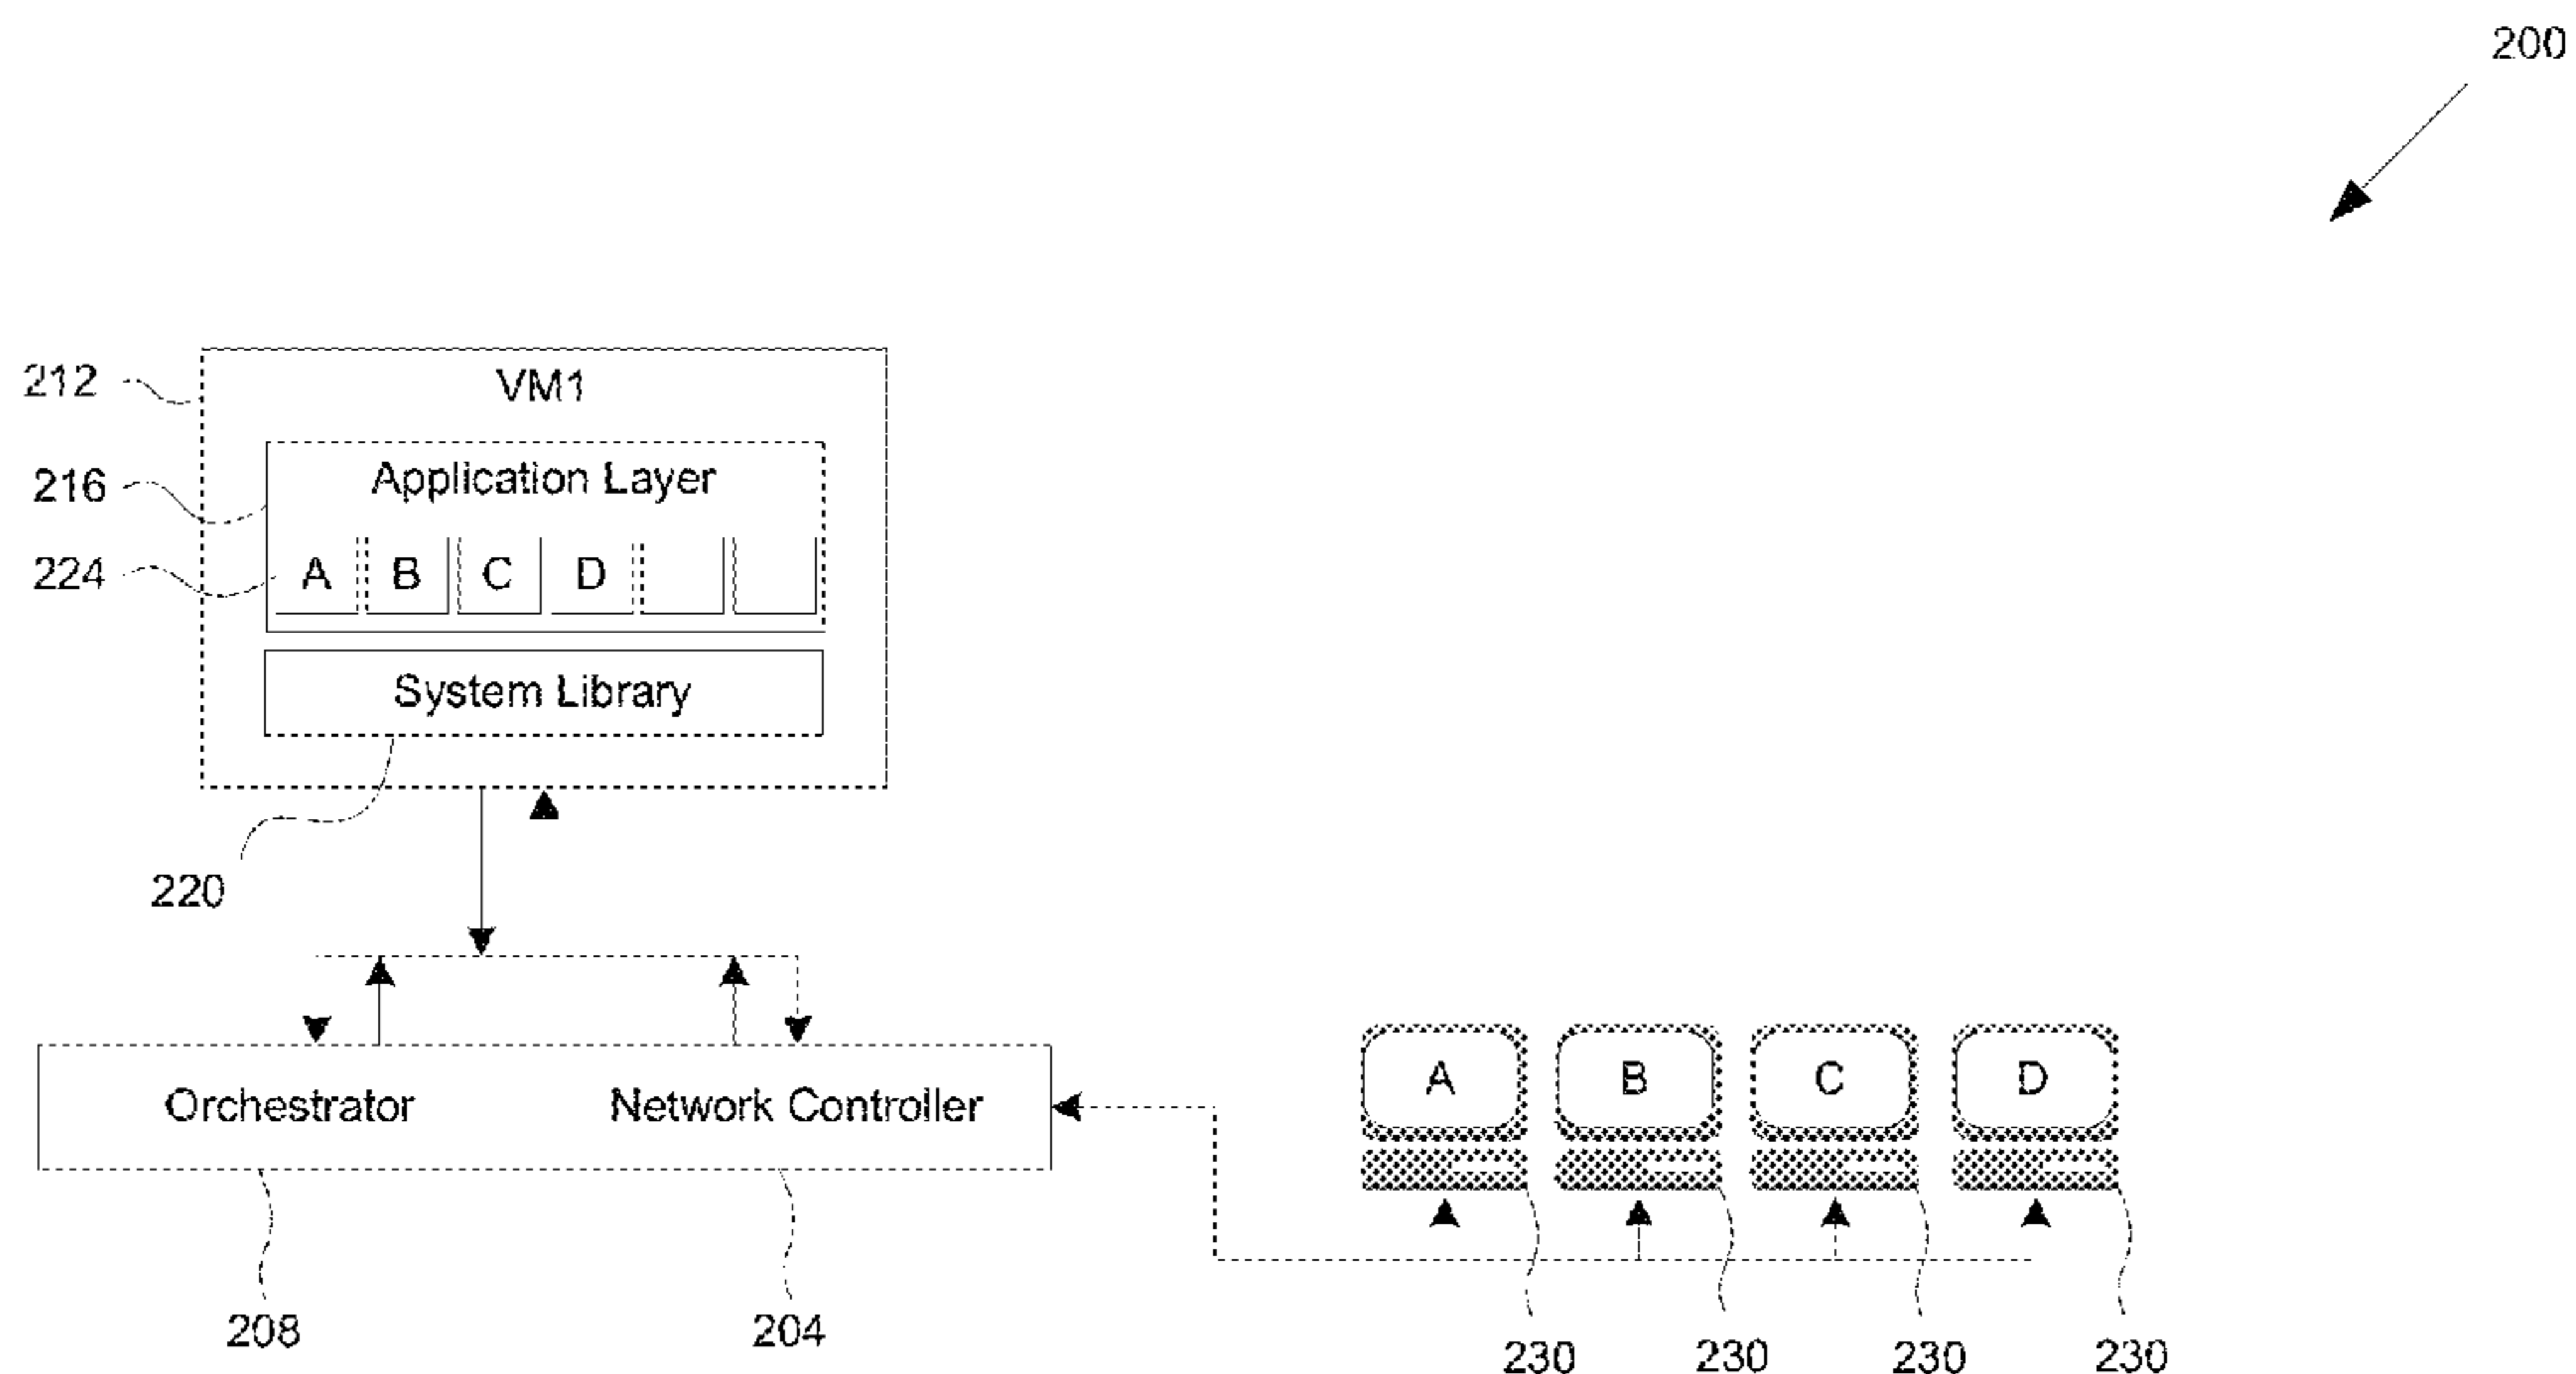 200
212
VM1
216
Application Layer
224
A B C D
System Library
220
Orchestrator Network Controller
A B C D
208 204
230 230 230 230